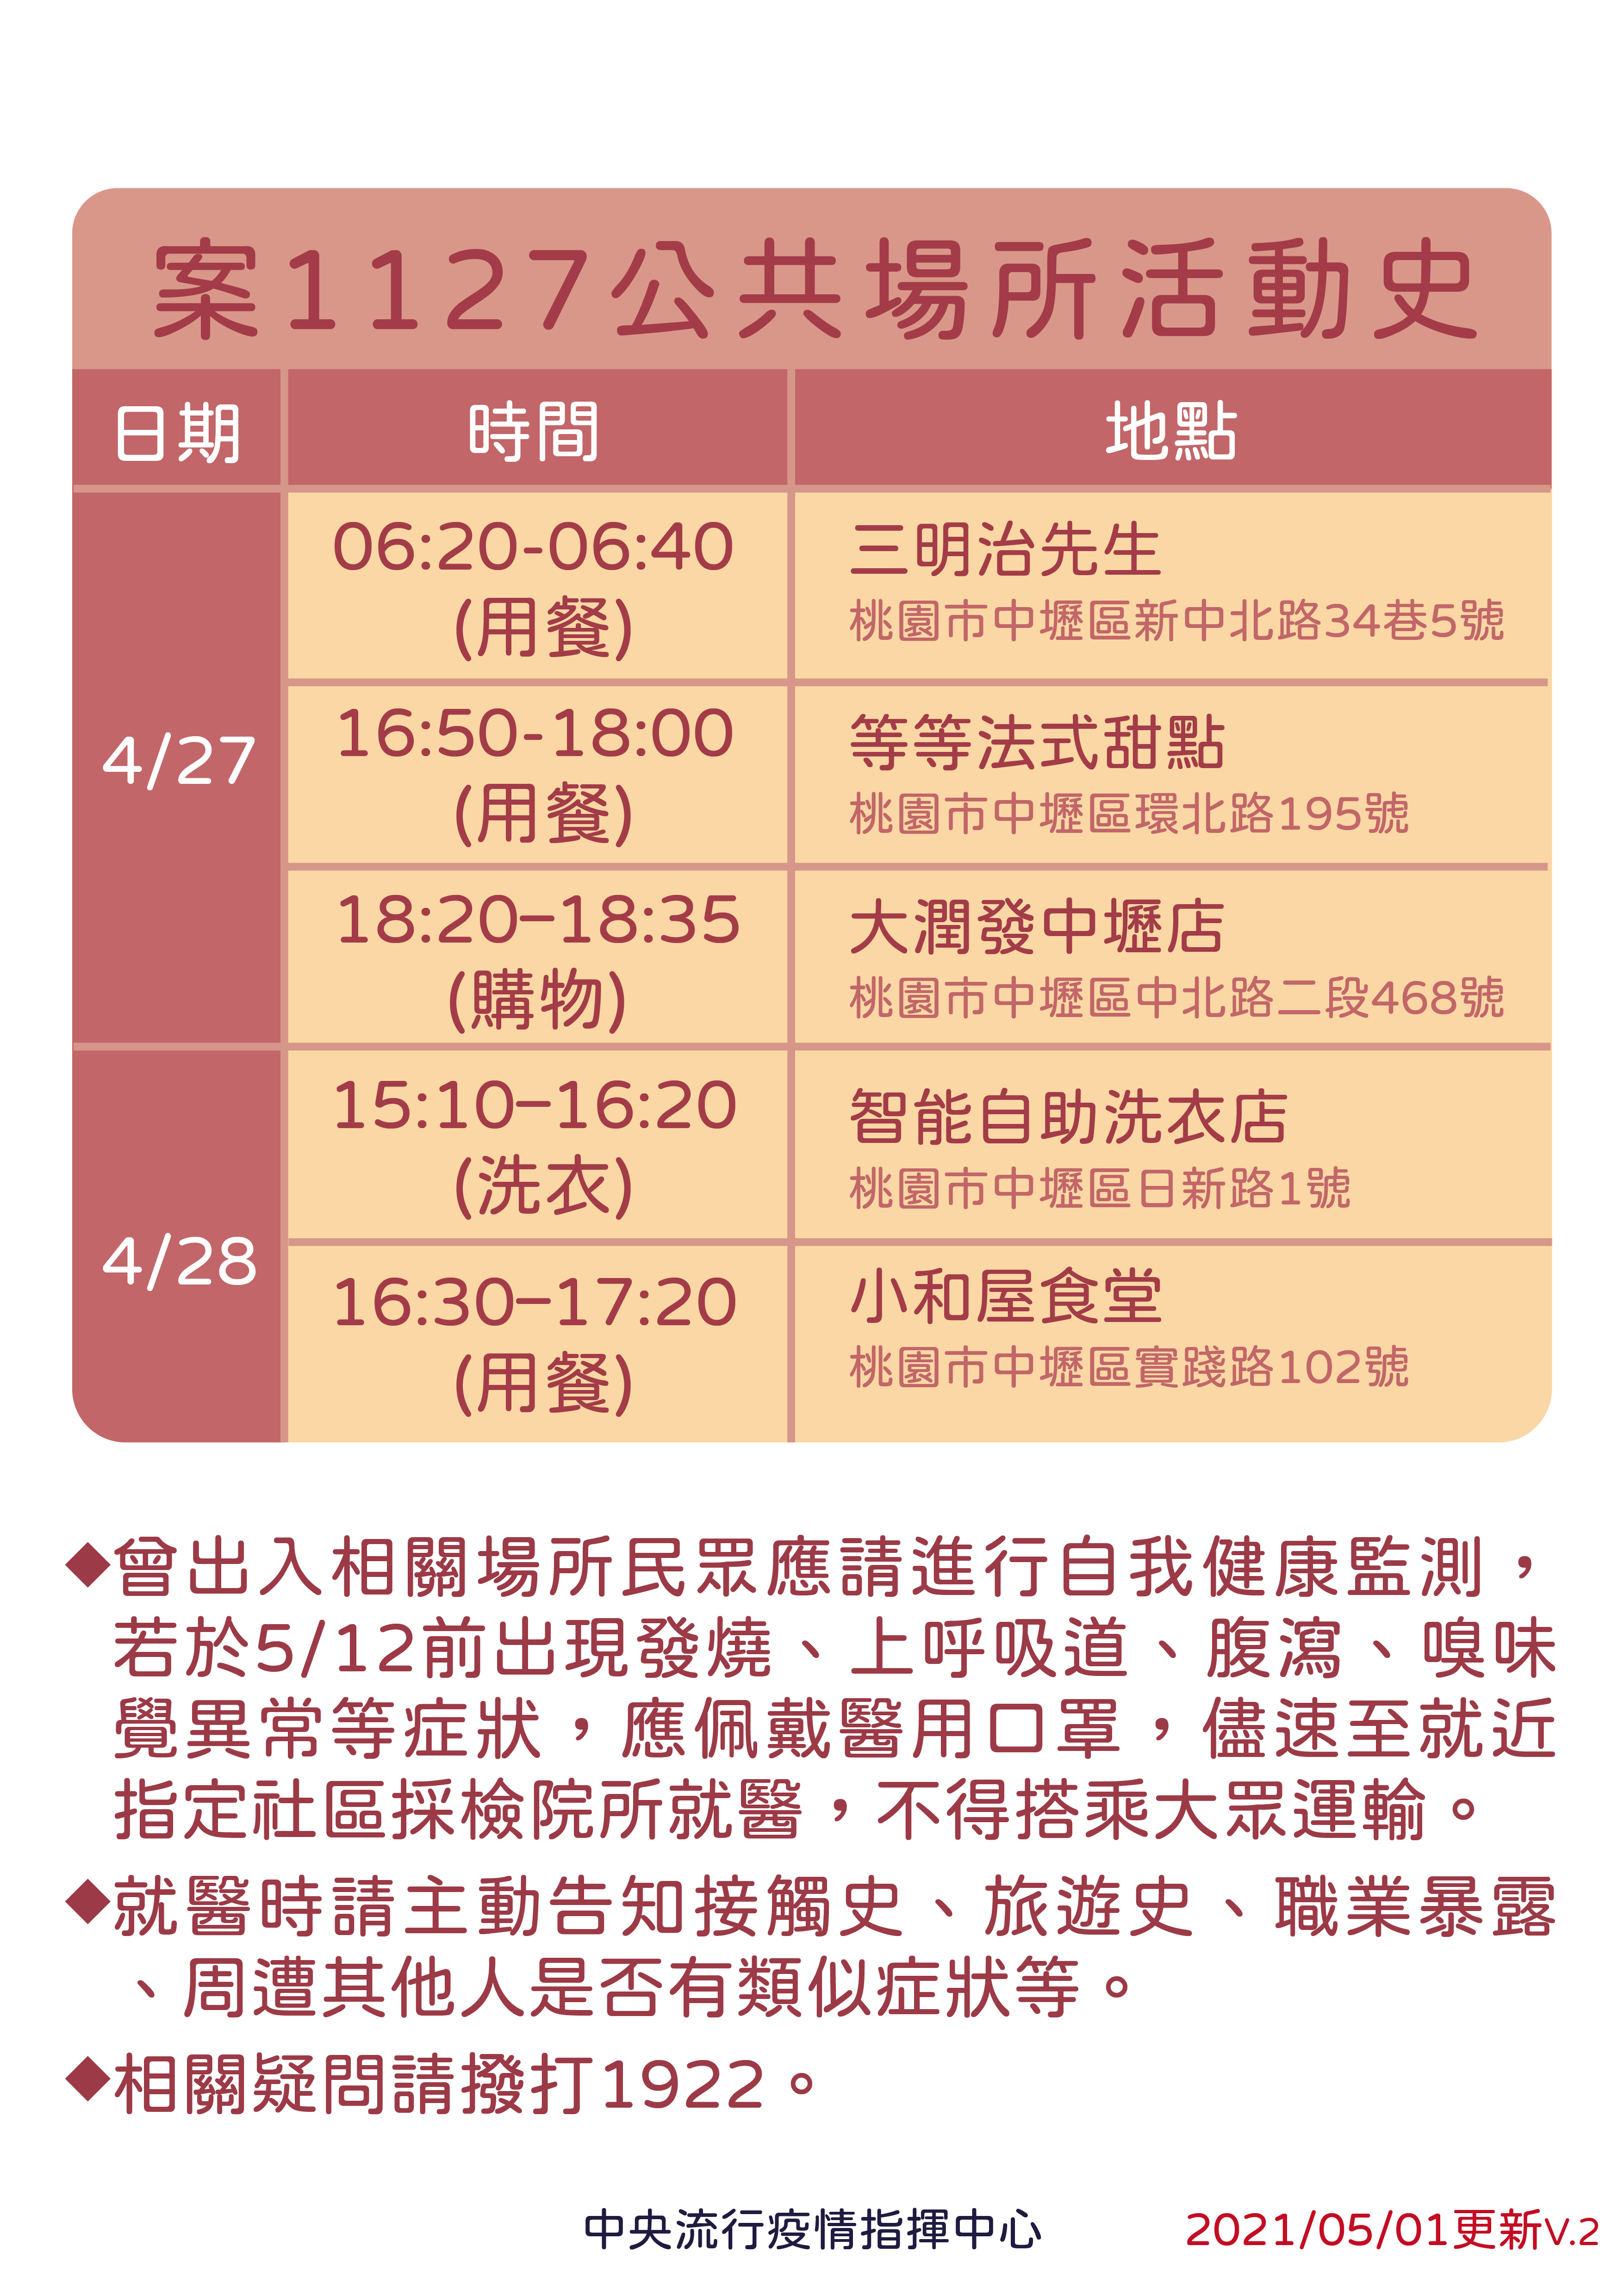 案1127公共場所活動史
日期 時間 地點
4/27
06:20-06:40
(用餐)
三明治先生
桃園市中壢區新中北路34巷5號
16:50-18:00
(用餐)
等等法式甜點
桃園市中壢區環北路195號
18:20–18:35
(購物)
大潤發中壢店
桃園市中壢區中北路二段468號
4/28
15:10–16:20
(洗衣)
智能自助洗衣店
桃園市中壢區日新路1號
16:30–17:20
(用餐)
小和屋食堂
桃園市中壢區實踐路102號
◆曾出入相關場所民眾應請進行自我健康監測，
若於5/12前出現發燒、上呼吸道、腹瀉、嗅味
覺異常等症狀，應佩戴醫用口罩，儘速至就近
指定社區採檢院所就醫，不得搭乘大眾運輸。
◆就醫時請主動告知接觸史、旅遊史、職業暴露
、周遭其他人是否有類似症狀等。
◆相關疑問請撥打1922。
中央流行疫情指揮中心 2021/05/01更新V.2